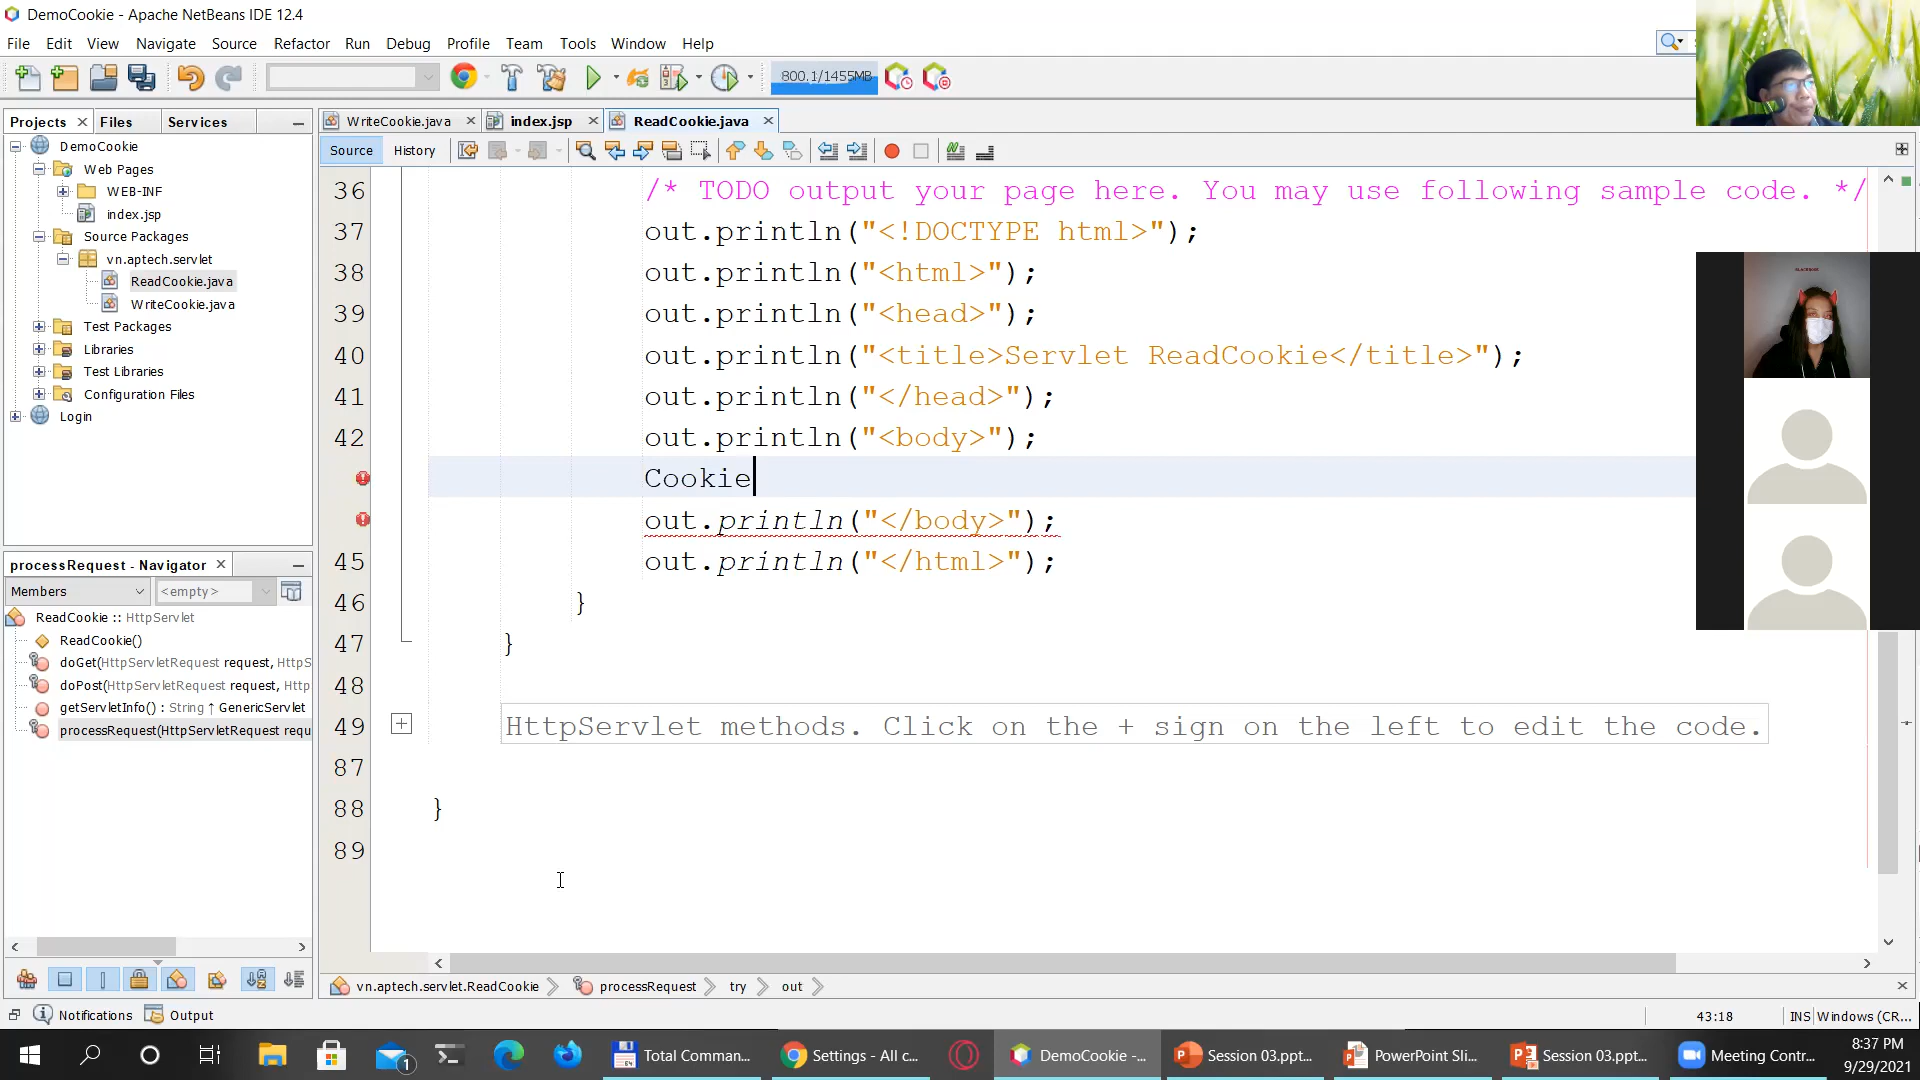 DemoCookie - Apache NetBeans IDE 12.4
File Edit View Navigate Source Refactor Run Debug Profile Team Tools Window Help
800.1/1455MB
Projects Files Services
WriteCookie.java index.jsp ReadCookie.java
Source History
DemoCookie
Web Pages
WEB-INF
index.jsp
Source Packages
vn.aptech.servlet
ReadCookie.java
WriteCookie.java
Test Packages
Libraries
Test Libraries
Configuration Files
Login
36 /* TODO output your page here. You may use following sample code. */
37 out.println("<!DOCTYPE html>");
38 out.println("<html>");
39 out.println("<head>");
40 out.println("<title>Servlet ReadCookie</title>");
41 out.println("</head>");
42 out.println("<body>");
Cookie
out.println("</body>");
45 out.println("</html>");
46 }
47 }
48
49 HttpServlet methods. Click on the + sign on the left to edit the code.
87
88 }
89
processRequest - Navigator
Members <empty>
ReadCookie :: HttpServlet
ReadCookie()
doGet(HttpServletRequest request, HttpS
doPost(HttpServletRequest request, Http
getServletInfo() : String ↑ GenericServlet
processRequest(HttpServletRequest requ
vn.aptech.servlet.ReadCookie processRequest try out
Notifications Output
43:18 INS Windows (CR...
1 Total Comman... Settings - All c... DemoCookie -... Session 03.ppt... PowerPoint Sli... Session 03.ppt... Meeting Contr...
8:37 PM
9/29/2021